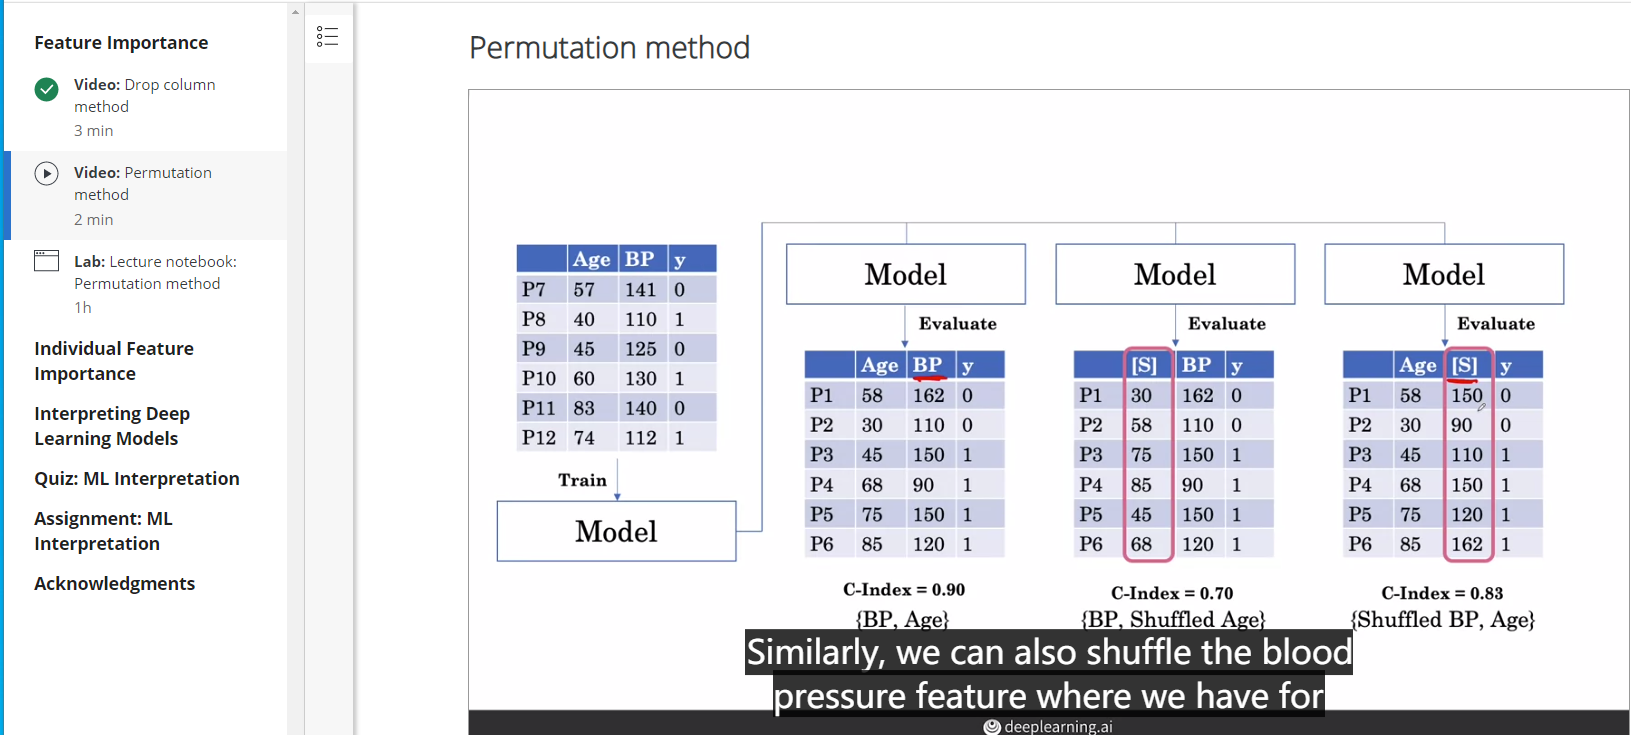 Feature Importance
Video: Drop column
method
3 min
Video: Permutation
method
2 min
Lab: Lecture notebook:
Permutation method
1h
Individual Feature
Importance
Interpreting Deep
Learning Models
Quiz: ML Interpretation
Assignment: ML
Interpretation
Acknowledgments
Permutation method
Age BP y
P7 57 141 0
P8 40 110 1
P9 45 125 0
P10 60 130 1
P11 83 140 0
P12 74 112 1
Train
Model
Model
Evaluate
Age BP y
P1 58 162 0
P2 30 110 0
P3 45 150 1
P4 68 90 1
P5 75 150 1
P6 85 120 1
C-Index = 0.90
{BP, Age}
Model
Evaluate
[S] BP y
P1 30 162 0
P2 58 110 0
P3 75 150 1
P4 85 90 1
P5 45 150 1
P6 68 120 1
C-Index = 0.70
{BP, Shuffled Age}
Model
Evaluate
Age [S] y
P1 58 150 0
P2 30 90 0
P3 45 110 1
P4 68 150 1
P5 75 120 1
P6 85 162 1
C-Index = 0.83
{Shuffled BP, Age}
Similarly, we can also shuffle the blood
pressure feature where we have for
deeplearning.ai